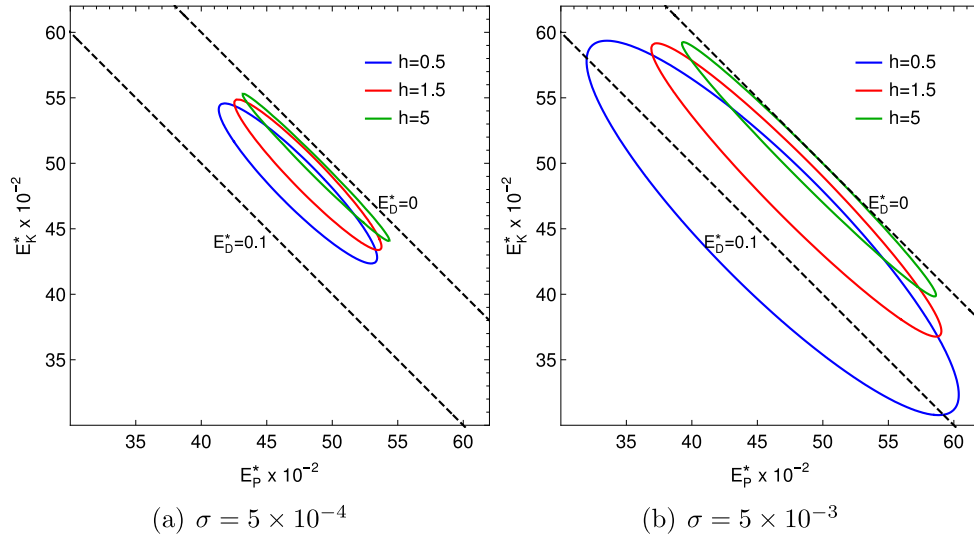 60
55
50
45
40
35
E*K x 10⁻²
h=0.5
h=1.5
h=5
E*D=0
E*D=0.1
35 40 45 50 55 60
E*P x 10⁻²
(a) σ = 5 × 10⁻⁴
60
55
50
45
40
35
E*K x 10⁻²
h=0.5
h=1.5
h=5
E*D=0
E*D=0.1
35 40 45 50 55 60
E*P x 10⁻²
(b) σ = 5 × 10⁻³